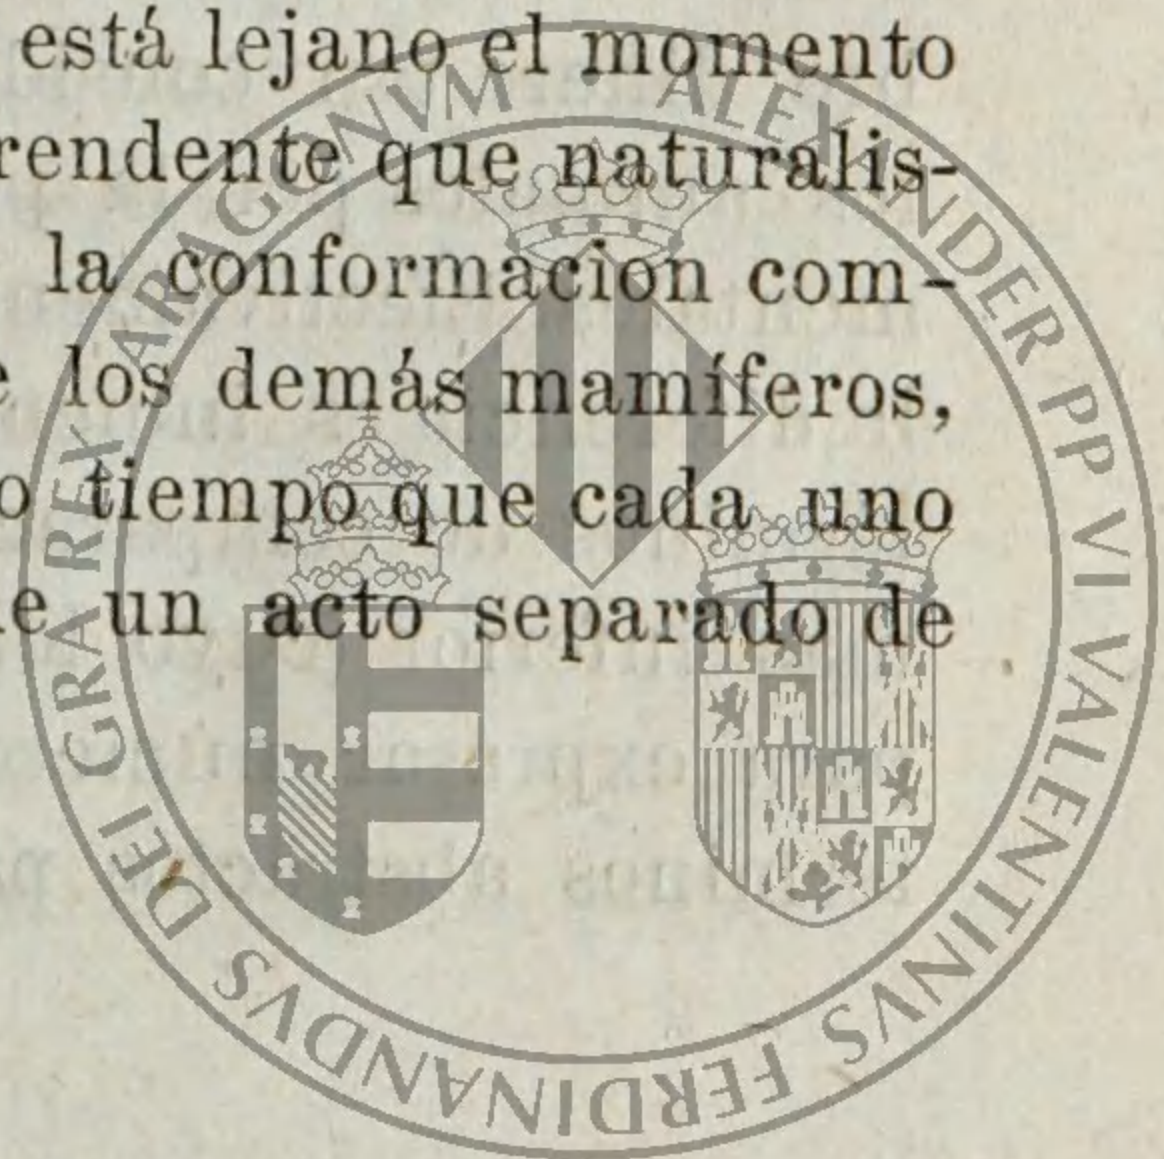 está lejano el momento
rendente que naturalis-
la conformacion com-
e los demás mamíferos,
o tiempo que cada uno
le un acto separado de
ALEXANDER PP VI VALENTINVS FERDINANDVS DEI GRA REX ARAGONVM